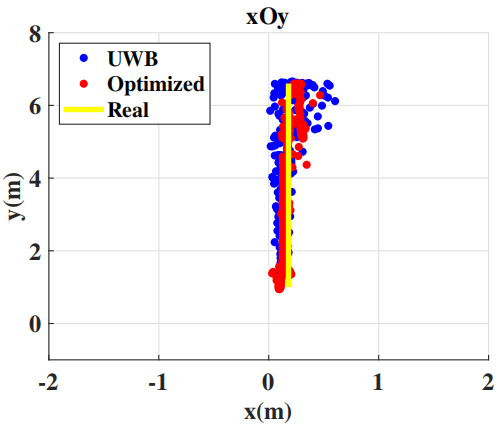 xOy
UWB
Optimized
Real
y(m)
8
6
4
2
0
-2 -1 0 1 2
x(m)